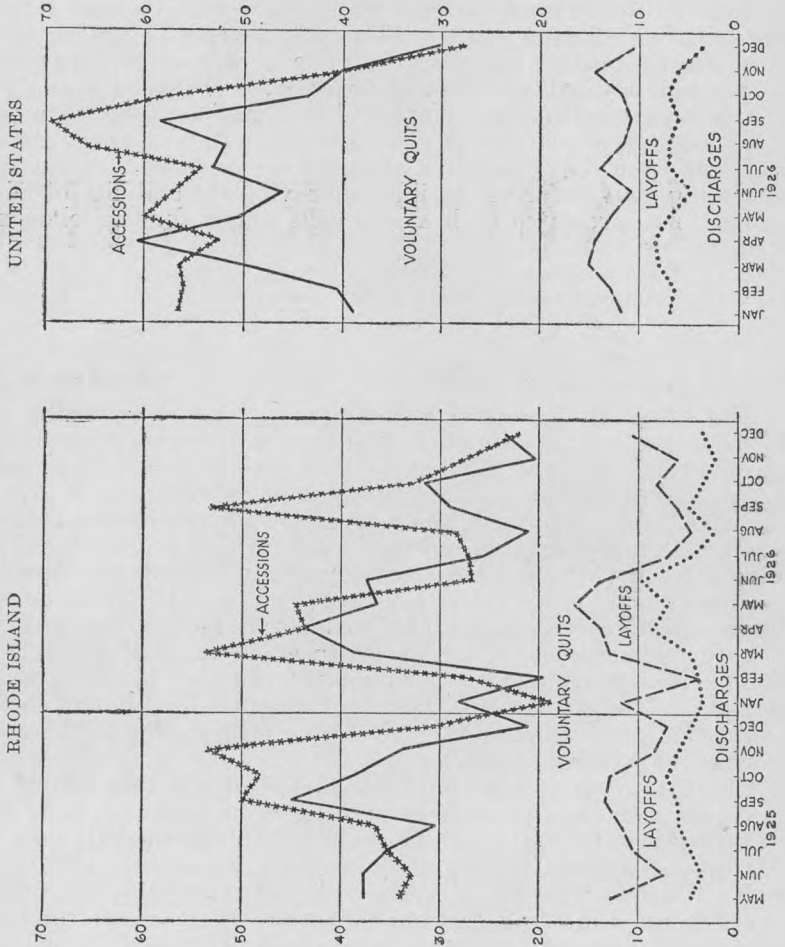 RHODE ISLAND
70
60
50
40
30
20
10
0
ACCESSIONS
VOLUNTARY QUITS
LAYOFFS
LAYOFFS
DISCHARGES
MAY
JUN
JUL
AUG
SEP
OCT
NOV
DEC
JAN
FEB
MAR
APR
MAY
JUN
JUL
AUG
SEP
OCT
NOV
DEC
1925
1926
UNITED STATES
70
60
50
40
30
20
10
0
ACCESSIONS
VOLUNTARY QUITS
LAYOFFS
DISCHARGES
JAN
FEB
MAR
APR
MAY
JUN
JUL
AUG
SEP
OCT
NOV
DEC
1926